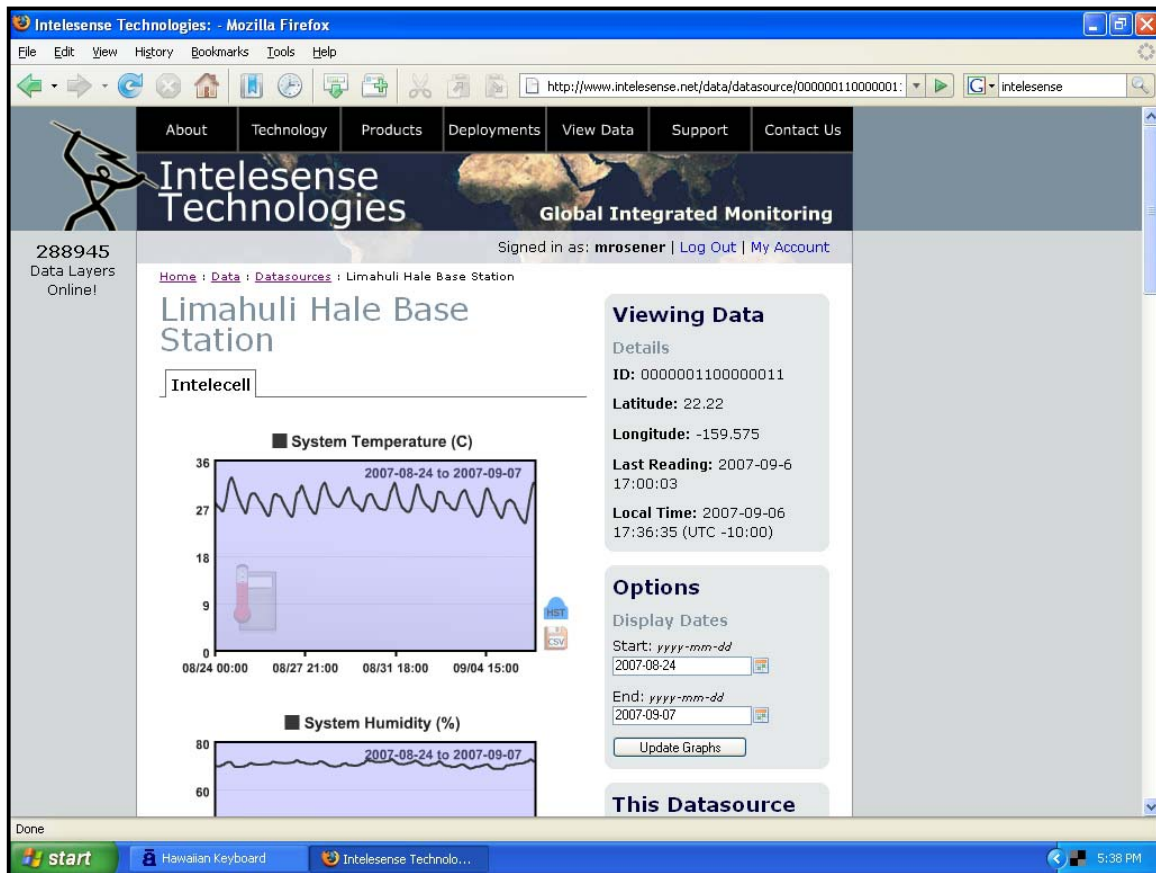 Intelesense Technologies: - Mozilla Firefox
File Edit View History Bookmarks Tools Help
http://www.intelesense.net/data/datasource/0000001100000011
G intelesense
About Technology Products Deployments View Data Support Contact Us
Intelesense
Technologies
Global Integrated Monitoring
288945
Data Layers
Online!
Signed in as: mrosener | Log Out | My Account
Home : Data : Datasources : Limahuli Hale Base Station
Limahuli Hale Base
Station
Intelecell
System Temperature (C)
2007-08-24 to 2007-09-07
36
27
18
9
0
08/24 00:00 08/27 21:00 08/31 18:00 09/04 15:00
HST
CSV
System Humidity (%)
2007-08-24 to 2007-09-07
80
60
Viewing Data
Details
ID: 0000001100000011
Latitude: 22.22
Longitude: -159.575
Last Reading: 2007-09-6
17:00:03
Local Time: 2007-09-06
17:36:35 (UTC -10:00)
Options
Display Dates
Start: yyyy-mm-dd
2007-08-24
End: yyyy-mm-dd
2007-09-07
Update Graphs
This Datasource
Done
start
ā Hawaiian Keyboard
Intelesense Technolo...
5:38 PM